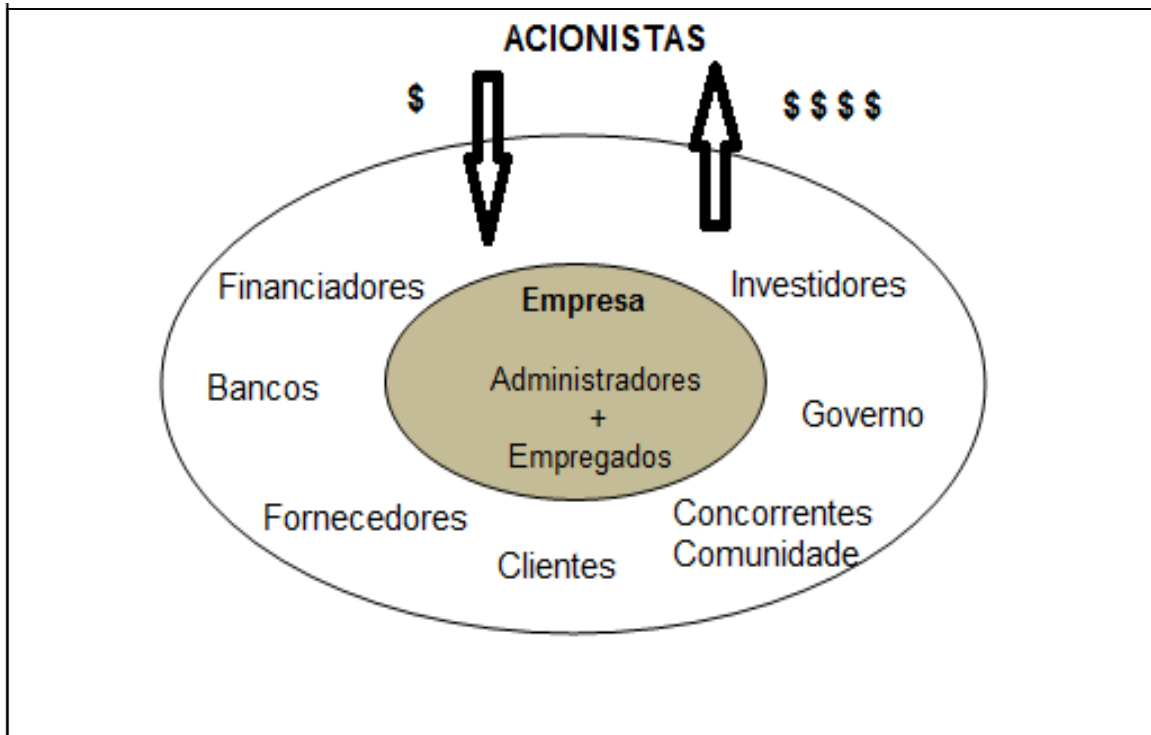 ACIONISTAS
$
$ $ $ $
Financiadores
Empresa
Investidores
Bancos
Administradores
+
Empregados
Governo
Fornecedores
Clientes
Concorrentes
Comunidade